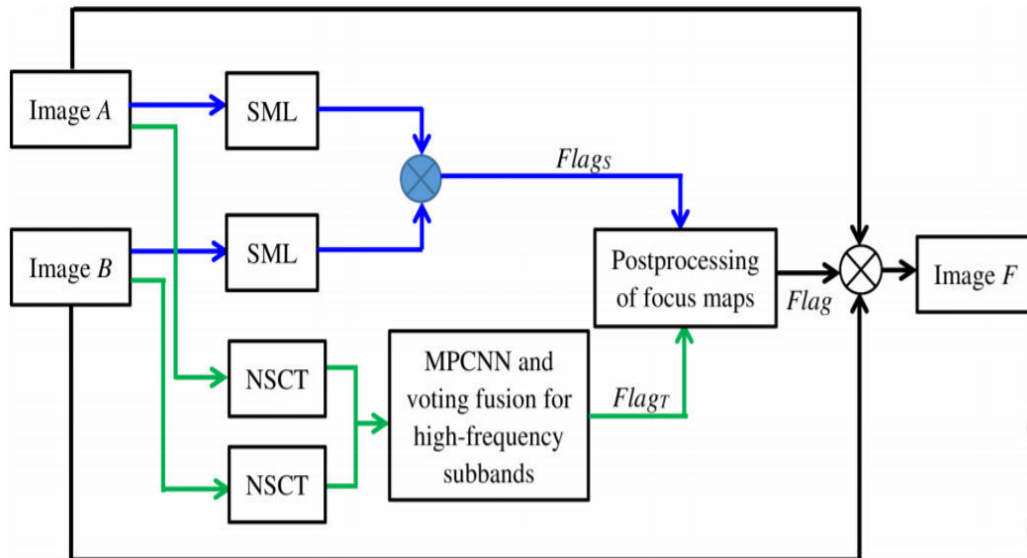 Image A
SML
FlagS
Image B
SML
Postprocessing
of focus maps
Flag
Image F
NSCT
MPCNN and
voting fusion for
high-frequency
subbands
FlagT
NSCT